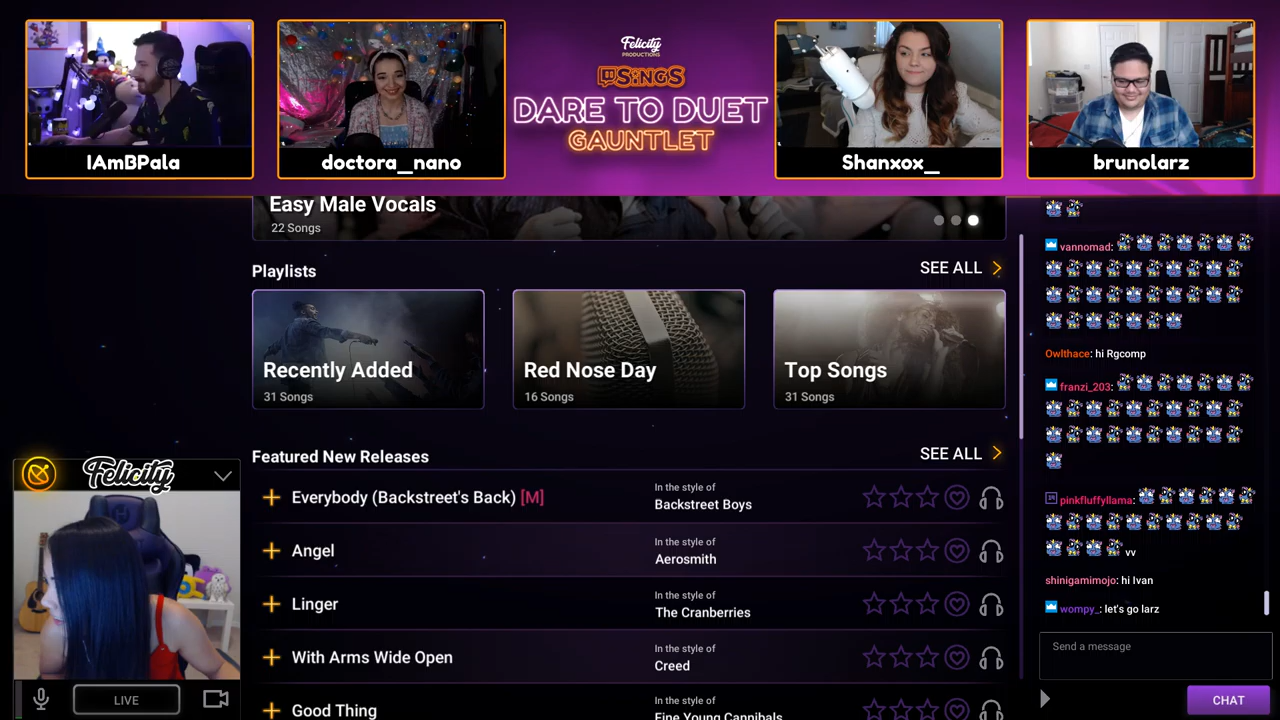 Felicity
PRODUCTIONS
SINGS
DARE TO DUET
GAUNTLET
IAmBPala
doctora__nano
Shanxox_
brunolarz
Easy Male Vocals
22 Songs
Playlists
SEE ALL
Recently Added
31 Songs
Red Nose Day
16 Songs
Top Songs
31 Songs
Featured New Releases
SEE ALL
Everybody (Backstreet's Back) [M]
In the style of
Backstreet Boys
Angel
In the style of
Aerosmith
Linger
In the style of
The Cranberries
With Arms Wide Open
In the style of
Creed
Good Thing
In the style of
Fine Young Cannibals
Felicity
LIVE
vannomad:
Owlthace: hi Rgcomp
franzi_203:
pinkfluffyllama:
vv
shinigamimojo: hi Ivan
wompy_: let's go larz
Send a message
CHAT